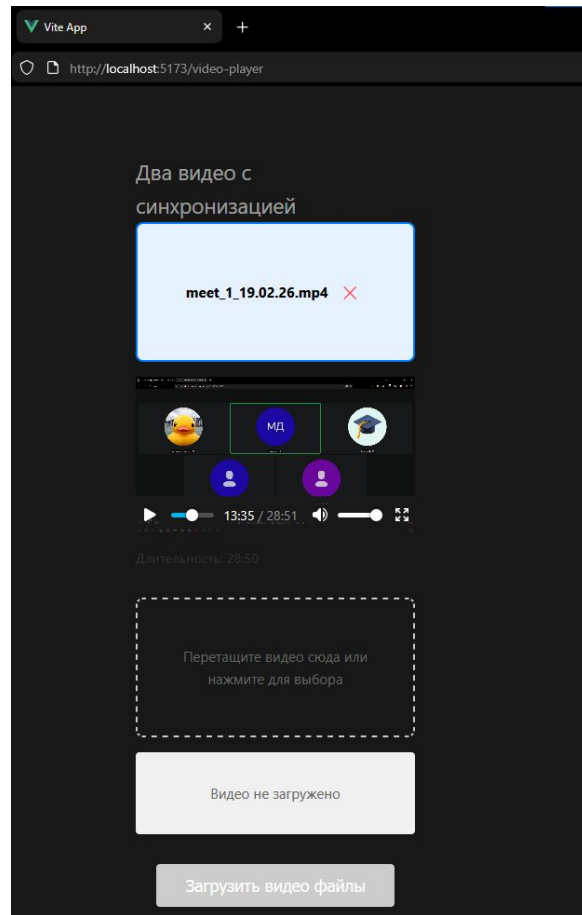 Vite App
http://localhost:5173/video-player
Два видео с
синхронизацией
meet_1_19.02.26.mp4
МД
13:35 / 28:51
Длительность: 28:50
Перетащите видео сюда или
нажмите для выбора
Видео не загружено
Загрузить видео файлы